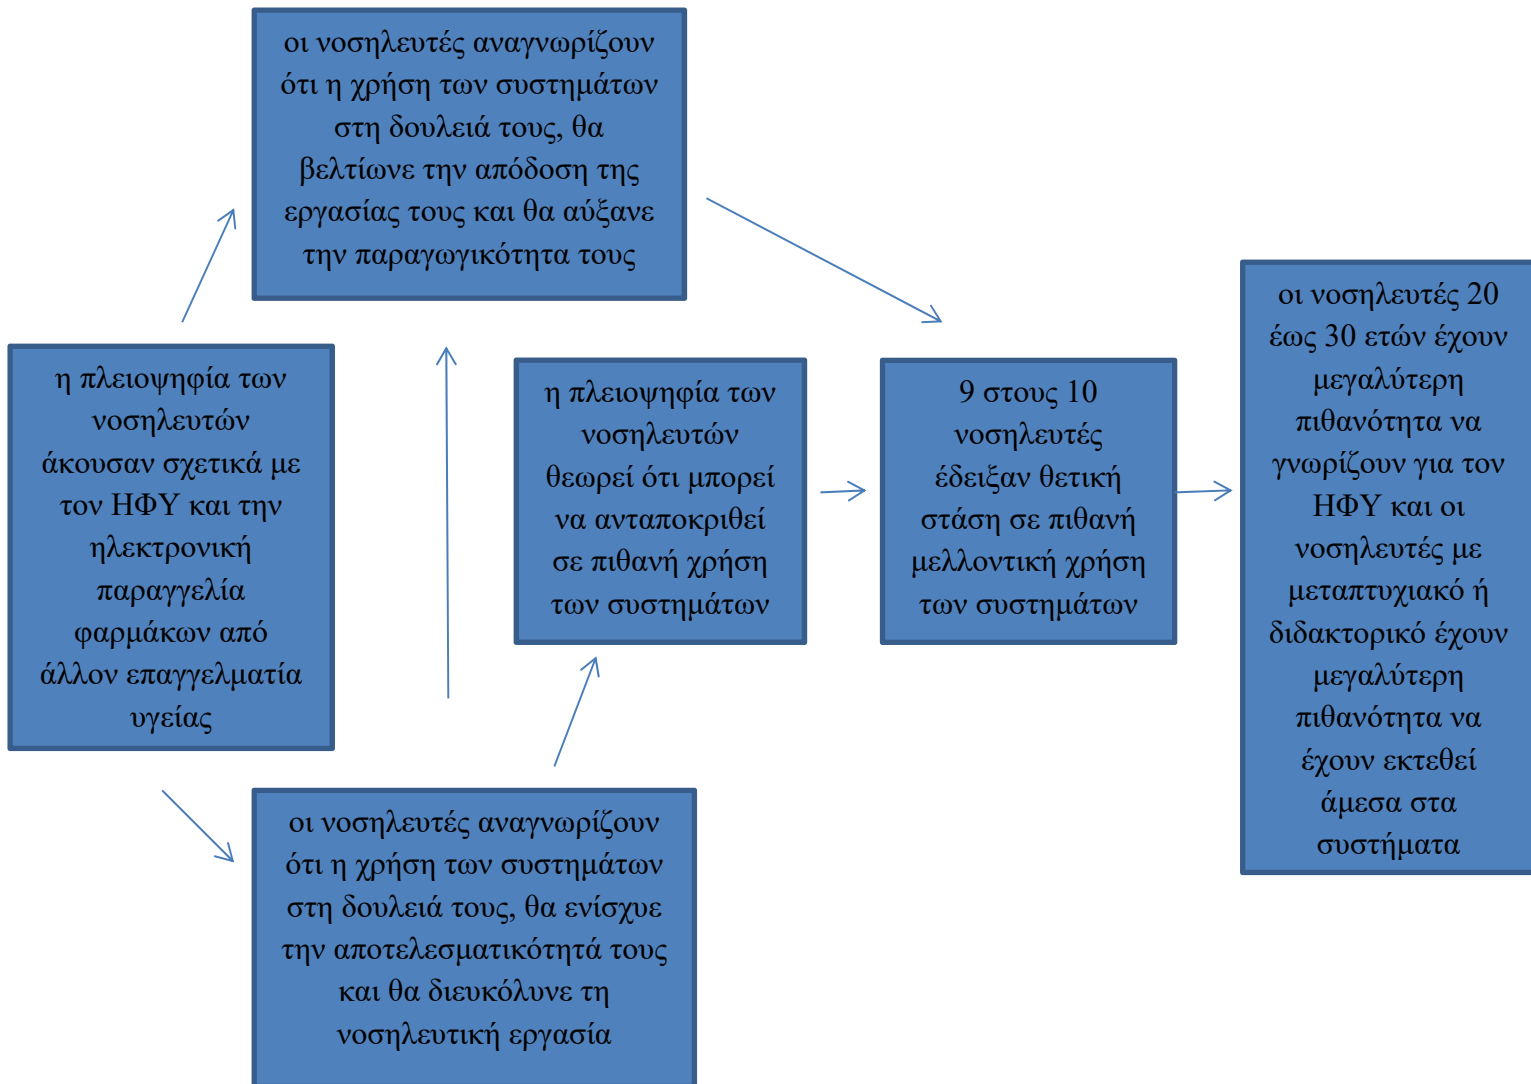 οι νοσηλευτές αναγνωρίζουν
ότι η χρήση των συστημάτων
στη δουλειά τους, θα
βελτίωνε την απόδοση της
εργασίας τους και θα αύξανε
την παραγωγικότητα τους
η πλειοψηφία των
νοσηλευτών
άκουσαν σχετικά με
τον ΗΦΥ και την
ηλεκτρονική
παραγγελία
φαρμάκων από
άλλον επαγγελματία
υγείας
οι νοσηλευτές αναγνωρίζουν
ότι η χρήση των συστημάτων
στη δουλειά τους, θα ενίσχυε
την αποτελεσματικότητά τους
και θα διευκόλυνε τη
νοσηλευτική εργασία
η πλειοψηφία των
νοσηλευτών
θεωρεί ότι μπορεί
να ανταποκριθεί
σε πιθανή χρήση
των συστημάτων
9 στους 10
νοσηλευτές
έδειξαν θετική
στάση σε πιθανή
μελλοντική χρήση
των συστημάτων
οι νοσηλευτές 20
έως 30 ετών έχουν
μεγαλύτερη
πιθανότητα να
γνωρίζουν για τον
ΗΦΥ και οι
νοσηλευτές με
μεταπτυχιακό ή
διδακτορικό έχουν
μεγαλύτερη
πιθανότητα να
έχουν εκτεθεί
άμεσα στα
συστήματα